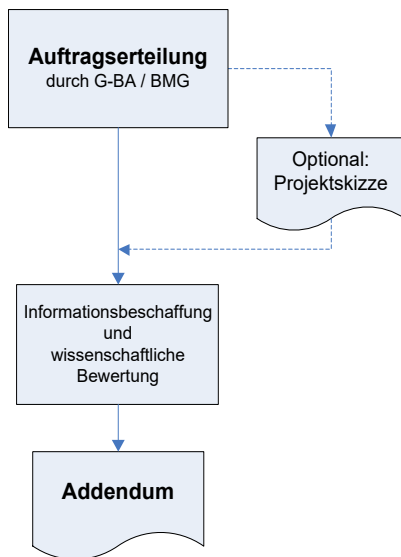 Auftragserteilung
durch G-BA / BMG
Optional:
Projektskizze
Informationsbeschaffung
und
wissenschaftliche
Bewertung
Addendum